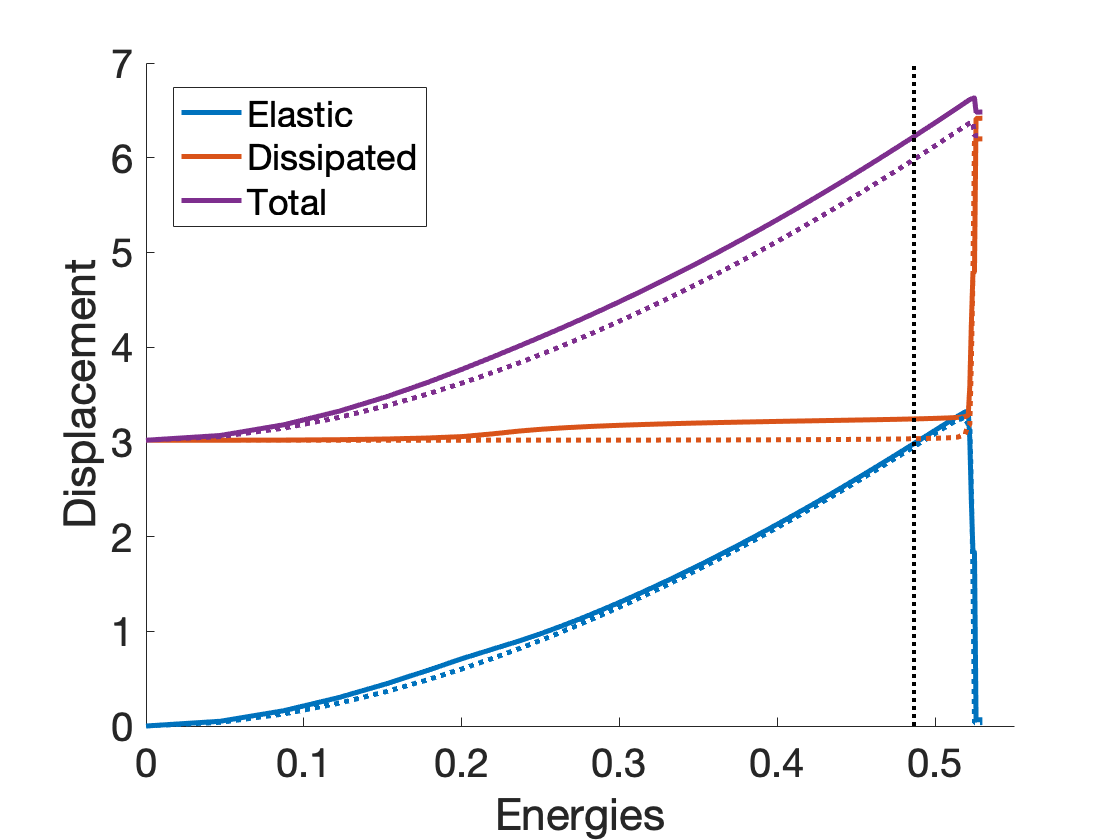 7
6
5
4
3
2
1
0
Displacement
Elastic
Dissipated
Total
0 0.1 0.2 0.3 0.4 0.5
Energies